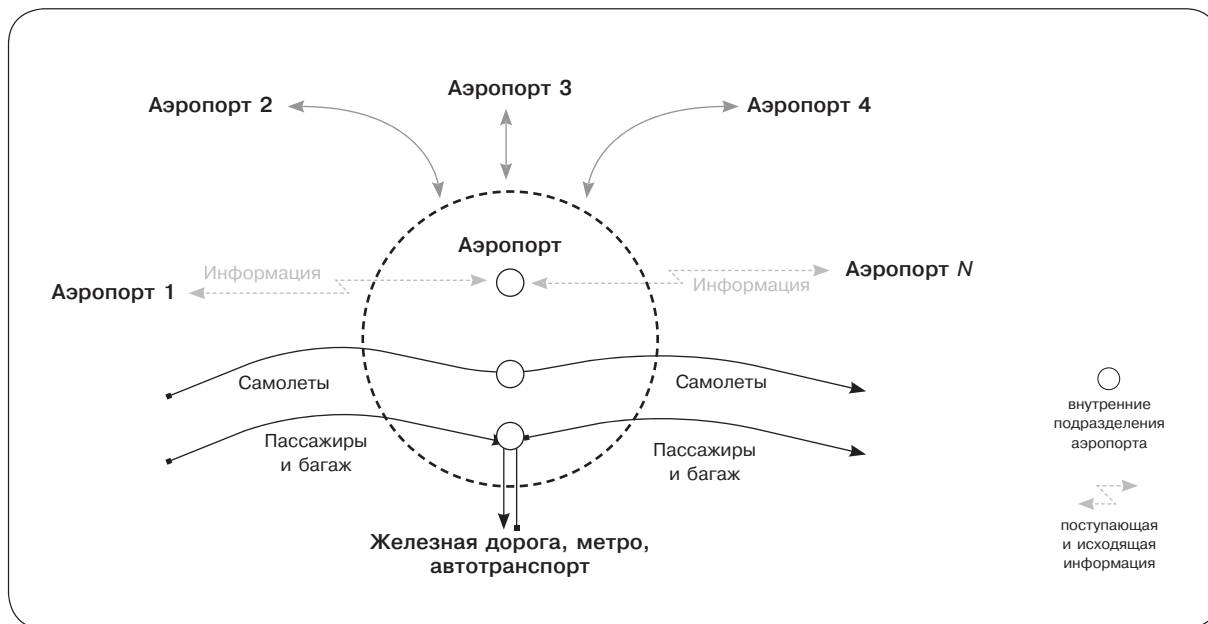 Аэропорт 3
Аэропорт 2
Аэропорт 4
Аэропорт
Информация
Аэропорт N
Информация
Аэропорт 1
Самолеты
Самолеты
Пассажиры
и багаж
Пассажиры
и багаж
Железная дорога, метро,
автотранспорт
внутренние
подразделения
аэропорта
поступающая
и исходящая
информация